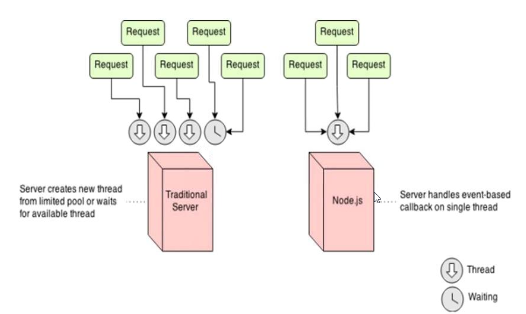 Request
Request
Request
Request
Request
Request
Request
Request
Server creates new thread
from limited pool or waits
for available thread
Traditional
Server
Node.js
Server handles event-based
callback on single thread
Thread
Waiting